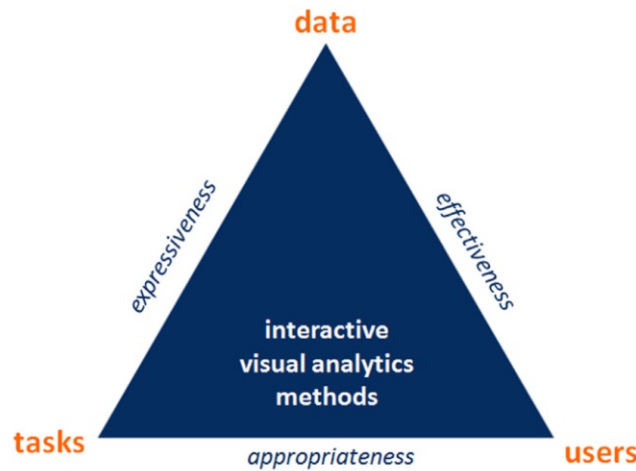 data
expressiveness
effectiveness
interactive
visual analytics
methods
tasks
appropriateness
users